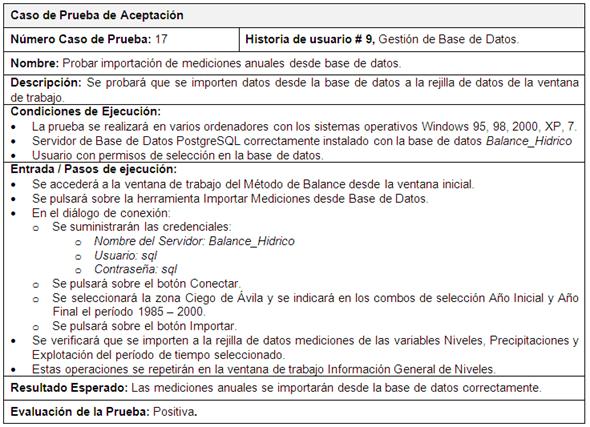 Caso de Prueba de Aceptación
Número Caso de Prueba: 17
Historia de usuario # 9, Gestión de Base de Datos.
Nombre: Probar importación de mediciones anuales desde base de datos.
Descripción: Se probará que se importen datos desde la base de datos a la rejilla de datos de la ventana
de trabajo.
Condiciones de Ejecución:
• La prueba se realizará en varios ordenadores con los sistemas operativos Windows 95, 98, 2000, XP, 7.
• Servidor de Base de Datos PostgreSQL correctamente instalado con la base de datos Balance_Hidrico
• Usuario con permisos de selección en la base de datos.
Entrada / Pasos de ejecución:
• Se accederá a la ventana de trabajo del Método de Balance desde la ventana inicial.
• Se pulsará sobre la herramienta Importar Mediciones desde Base de Datos.
• En el diálogo de conexión:
o Se suministrarán las credenciales:
o Nombre del Servidor: Balance_Hidrico
o Usuario: sql
o Contraseña: sql
o Se pulsará sobre el botón Conectar.
o Se seleccionará la zona Ciego de Ávila y se indicará en los combos de selección Año Inicial y Año
Final el período 1985 – 2000.
o Se pulsará sobre el botón Importar.
• Se verificará que se importen a la rejilla de datos mediciones de las variables Niveles, Precipitaciones y
Explotación del período de tiempo seleccionado.
• Estas operaciones se repetirán en la ventana de trabajo Información General de Niveles.
Resultado Esperado: Las mediciones anuales se importarán desde la base de datos correctamente.
Evaluación de la Prueba: Positiva.